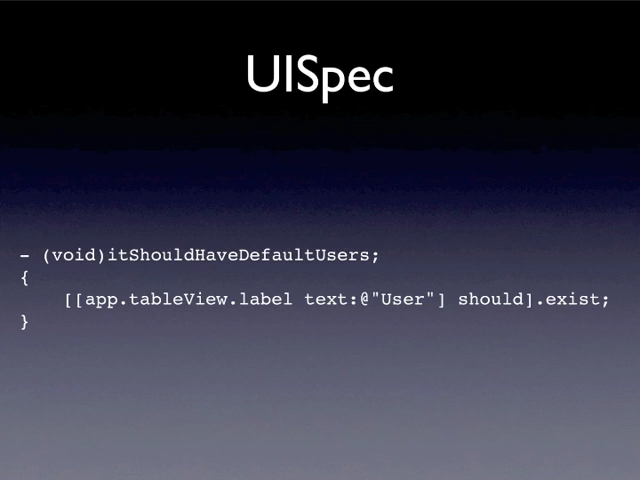 UISpec
- (void)itShouldHaveDefaultUsers;
{
    [[app.tableView.label text:@"User"] should].exist;
}